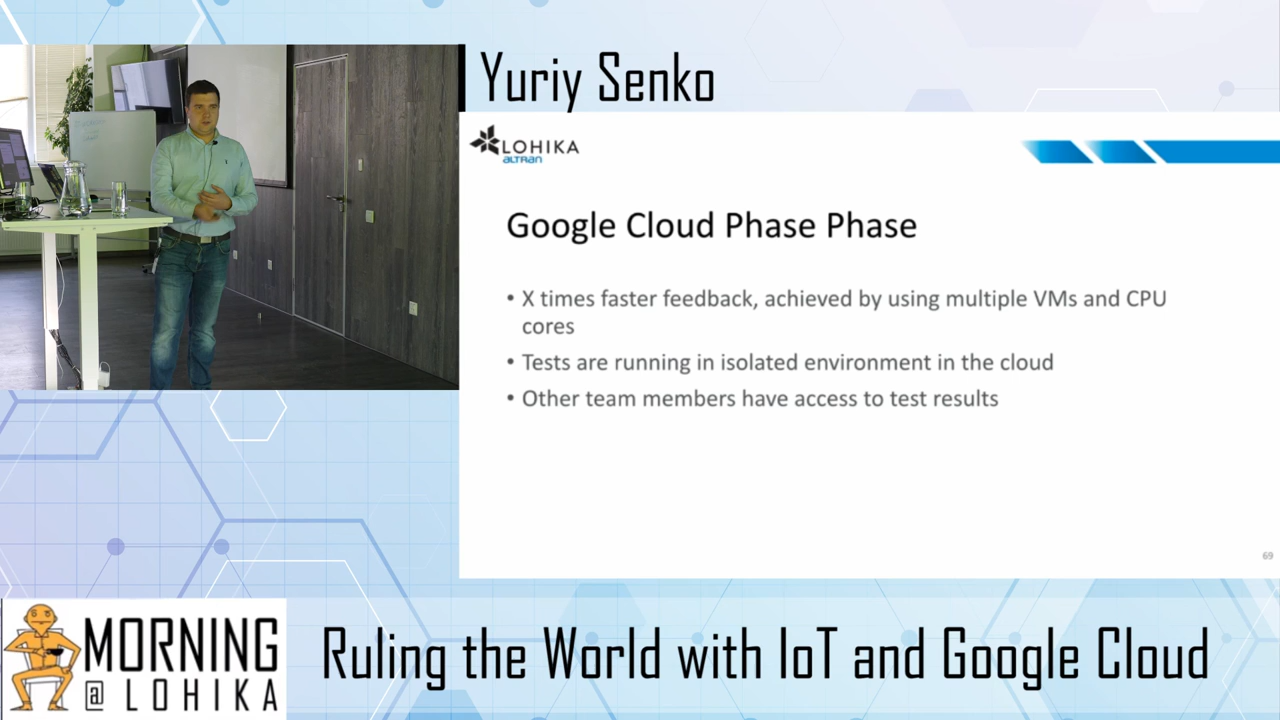 Yuriy Senko
LOHIKA
altran
Google Cloud Phase Phase
• X times faster feedback, achieved by using multiple VMs and CPU
cores
• Tests are running in isolated environment in the cloud
• Other team members have access to test results
69
MORNING
@ LOHIKA
Ruling the World with IoT and Google Cloud